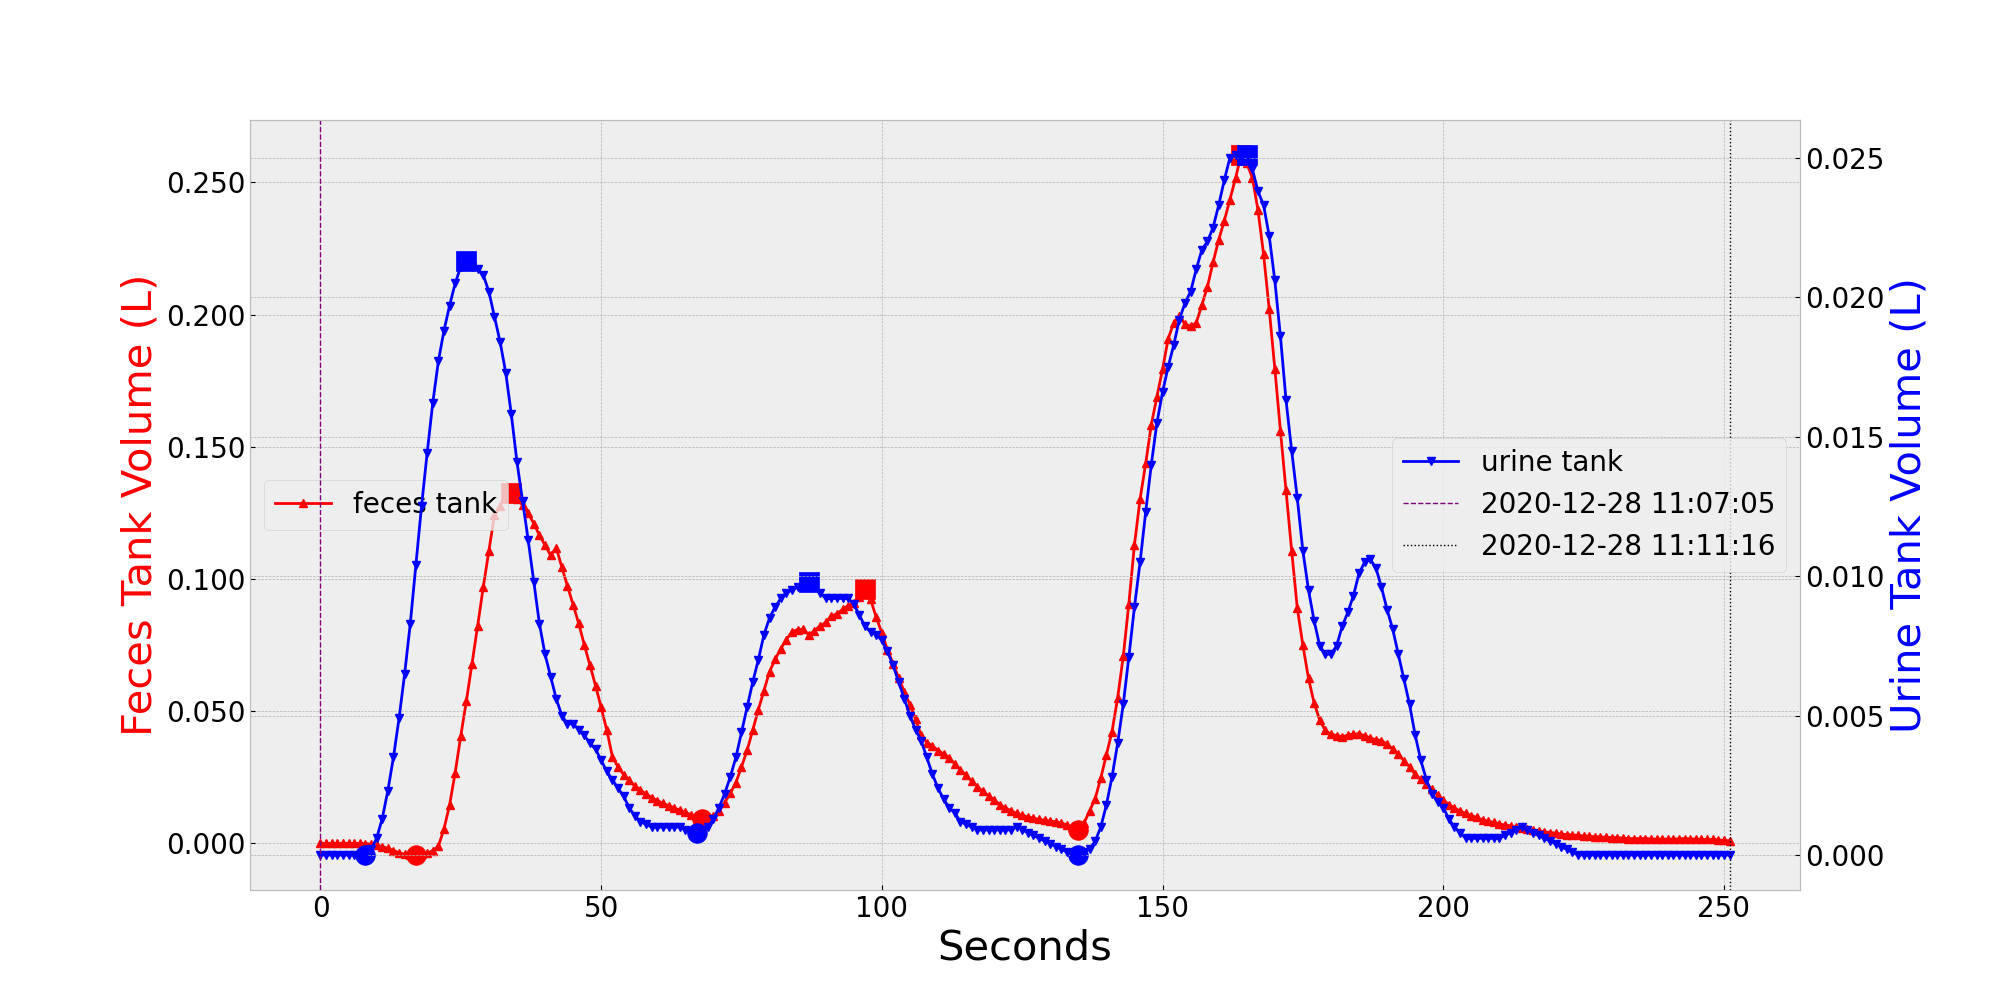 Feces Tank Volume (L)
0.250
0.200
0.150
0.100
0.050
0.000
feces tank
urine tank
2020-12-28 11:07:05
2020-12-28 11:11:16
0.025
0.020
0.015
0.010
0.005
0.000
Urine Tank Volume (L)
0 50 100 150 200 250
Seconds